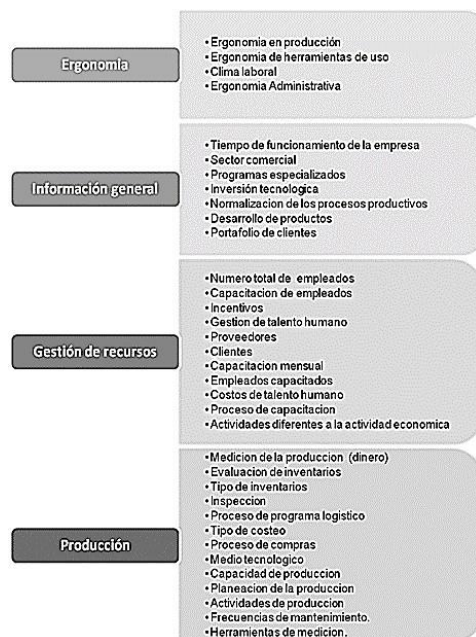 Ergonomia
• Ergonomia en producción
• Ergonomia de herramientas de uso
• Clima laboral
• Ergonomia Administrativa
Información general
• Tiempo de funcionamiento de la empresa
• Sector comercial
• Programas especializados
• Inversión tecnologica
• Normalizacion de los procesos productivos
• Desarrollo de productos
• Portafolio de clientes
Gestión de recursos
• Numero total de empleados
• Capacitacion de empleados
• Incentivos
• Gestion de talento humano
• Proveedores
• Clientes
• Capacitacion mensual
• Empleados capacitados
• Costos de talento humano
• Proceso de capacitacion
• Actividades diferentes a la actividad economica
Producción
• Medicion de la produccion (dinero)
• Evaluacion de inventarios
• Tipo de inventarios
• Inspeccion
• Proceso de programa logistico
• Tipo de costeo
• Proceso de compras
• Medio tecnologico
• Capacidad de produccion
• Planeacion de la produccion
• Actividades de produccion
• Frecuencias de mantenimiento.
• Herramientas de medicion.